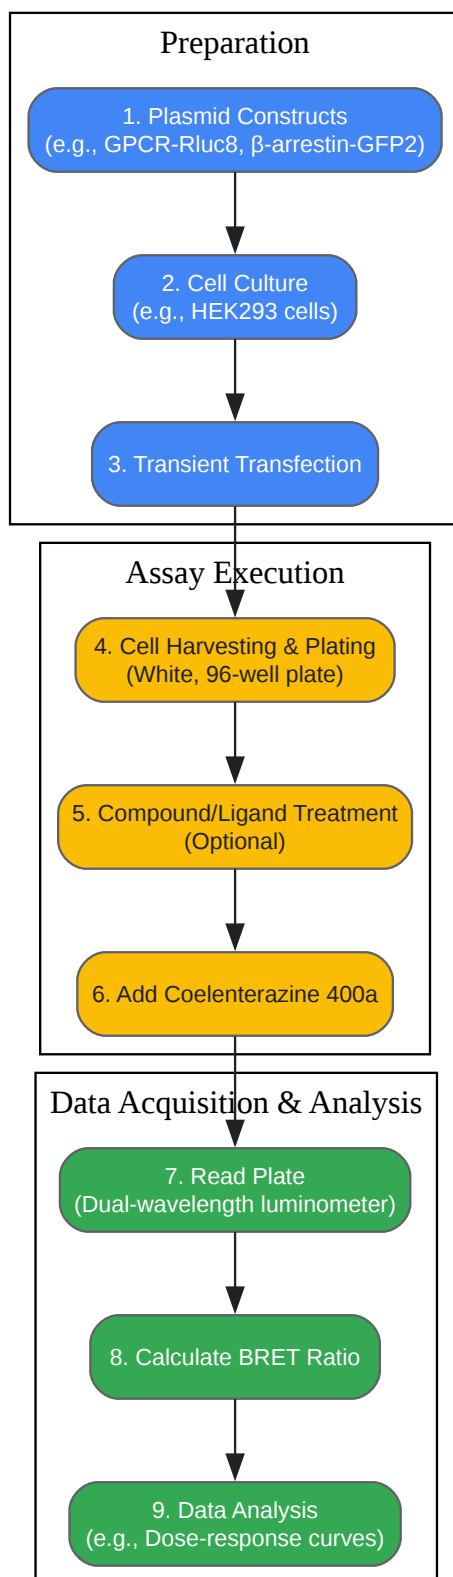 Preparation
1. Plasmid Constructs
(e.g., GPCR-Rluc8, β-arrestin-GFP2)
2. Cell Culture
(e.g., HEK293 cells)
3. Transient Transfection
Assay Execution
4. Cell Harvesting & Plating
(White, 96-well plate)
5. Compound/Ligand Treatment
(Optional)
6. Add Coelenterazine 400a
Data Acquisition & Analysis
7. Read Plate
(Dual-wavelength luminometer)
8. Calculate BRET Ratio
9. Data Analysis
(e.g., Dose-response curves)